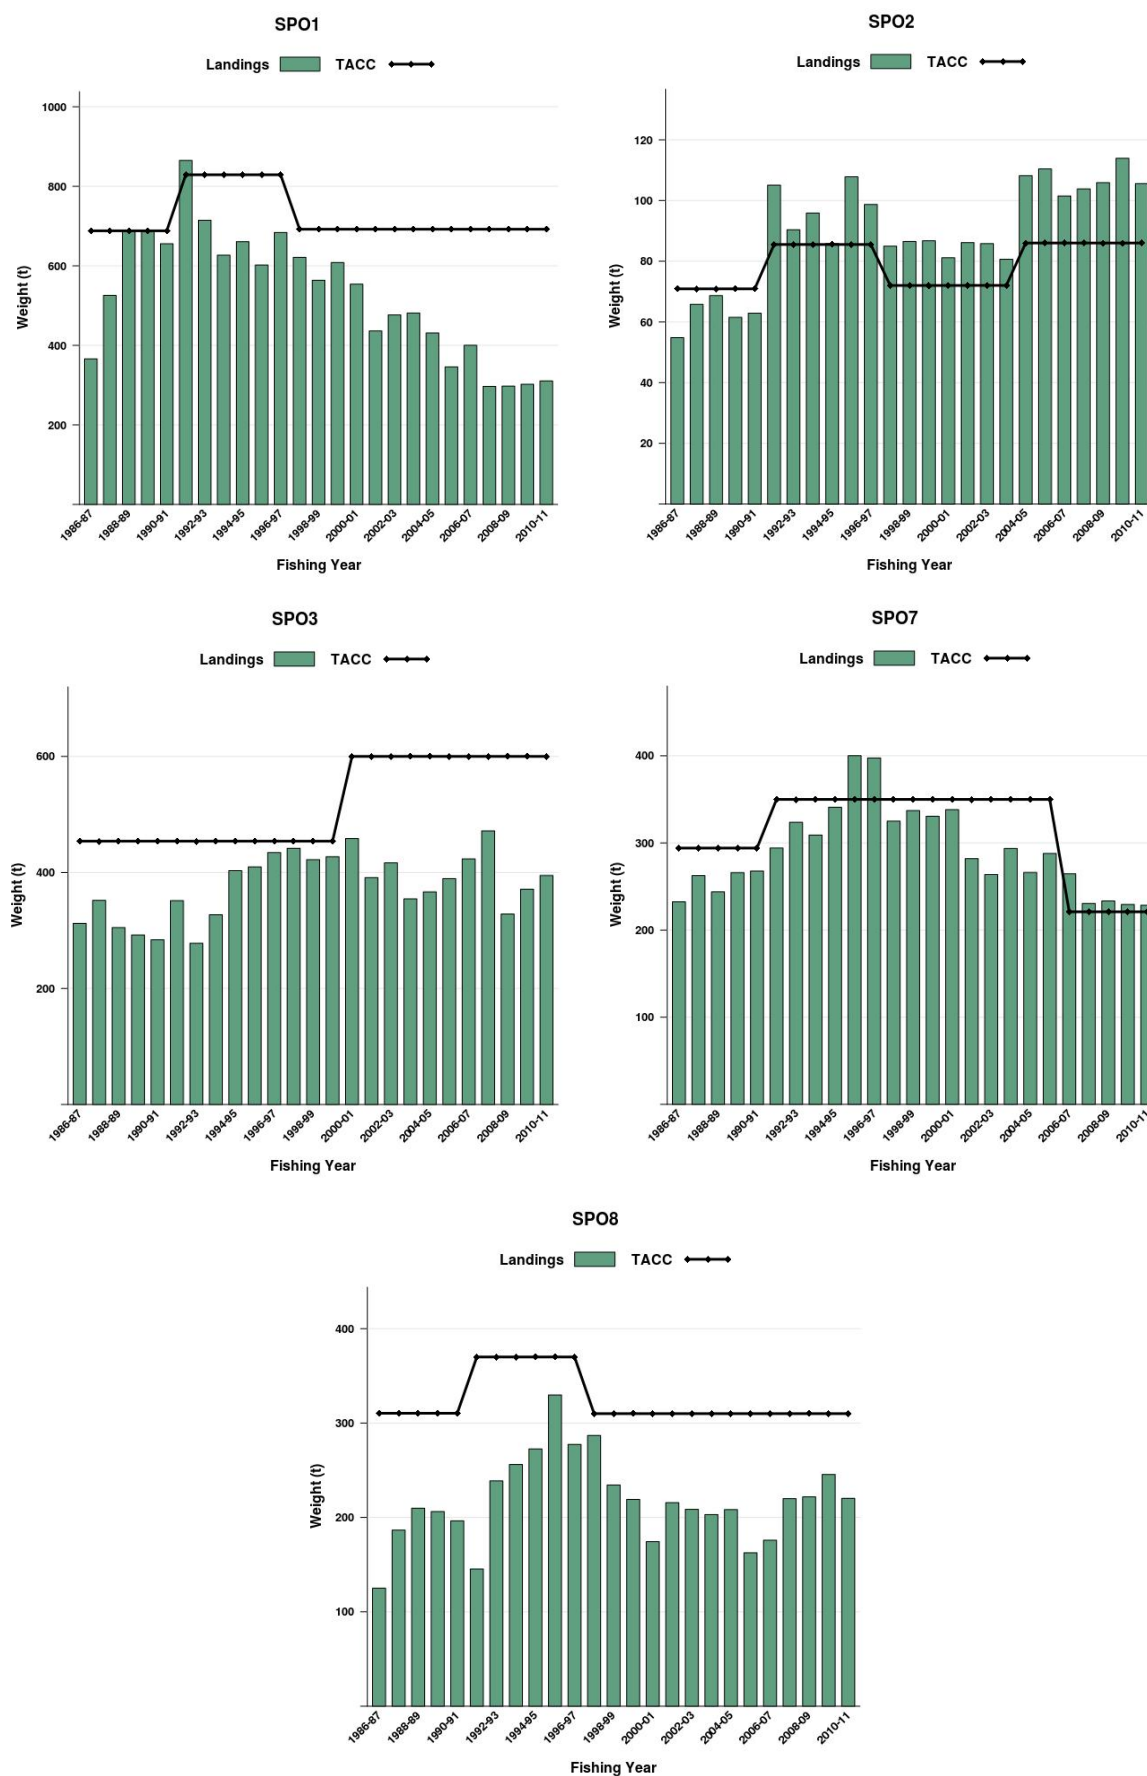 SPO1
Landings TACC
1000
800
600
400
200
Weight (t)
1986-87 1988-89 1990-91 1992-93 1994-95 1996-97 1998-99 2000-01 2002-03 2004-05 2006-07 2008-09 2010-11
Fishing Year
SPO2
Landings TACC
120
100
80
60
40
20
Weight (t)
1986-87 1988-89 1990-91 1992-93 1994-95 1996-97 1998-99 2000-01 2002-03 2004-05 2006-07 2008-09 2010-11
Fishing Year
SPO3
Landings TACC
600
400
200
Weight (t)
1986-87 1988-89 1990-91 1992-93 1994-95 1996-97 1998-99 2000-01 2002-03 2004-05 2006-07 2008-09 2010-11
Fishing Year
SPO7
Landings TACC
400
300
200
100
Weight (t)
1986-87 1988-89 1990-91 1992-93 1994-95 1996-97 1998-99 2000-01 2002-03 2004-05 2006-07 2008-09 2010-11
Fishing Year
SPO8
Landings TACC
400
300
200
100
Weight (t)
1986-87 1988-89 1990-91 1992-93 1994-95 1996-97 1998-99 2000-01 2002-03 2004-05 2006-07 2008-09 2010-11
Fishing Year